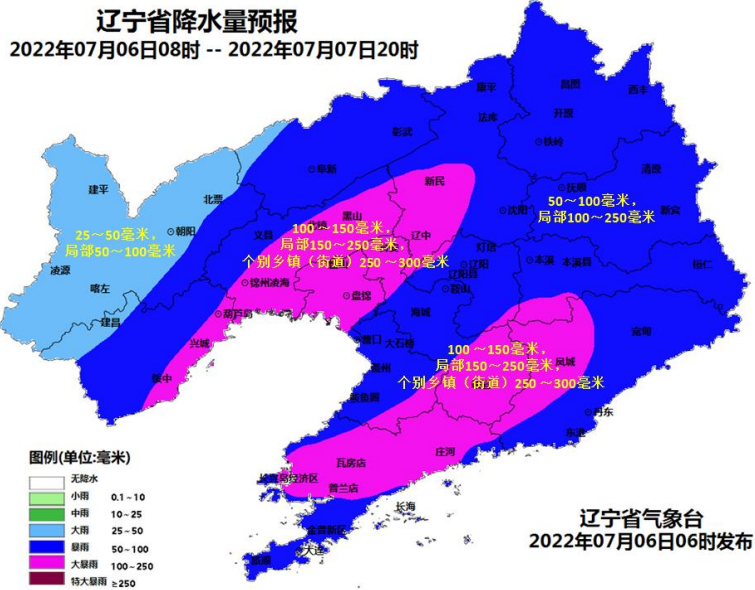 辽宁省降水量预报
2022年07月06日08时 -- 2022年07月07日20时
康平
昌图
西丰
法库
开原
彰武
铁岭
阜新
清原
新民
抚顺
建平
北票
沈阳
新宾
50～100毫米，
局部100～250毫米
黑山
朝阳
25～50毫米，
局部50～100毫米
义县
100～150毫米，
局部150～250毫米，
个别乡镇（街道）250～300毫米
辽中
灯塔
辽阳
辽阳县
本溪
本溪县
桓仁
凌源
喀左
锦州
凌海
盘锦
鞍山
建昌
葫芦岛
海城
宽甸
兴城
营口
大石桥
100～150毫米，
局部150～250毫米，
个别乡镇（街道）250～300毫米
凤城
绥中
盖州
鲅鱼圈
丹东
东港
庄河
瓦房店
长兴岛经济区
普兰店
长海
金普新区
大连
旅顺
图例(单位:毫米)
无降水
小雨 0.1～10
中雨 10～25
大雨 25～50
暴雨 50～100
大暴雨 100～250
特大暴雨 ≥250
辽宁省气象台
2022年07月06日06时发布